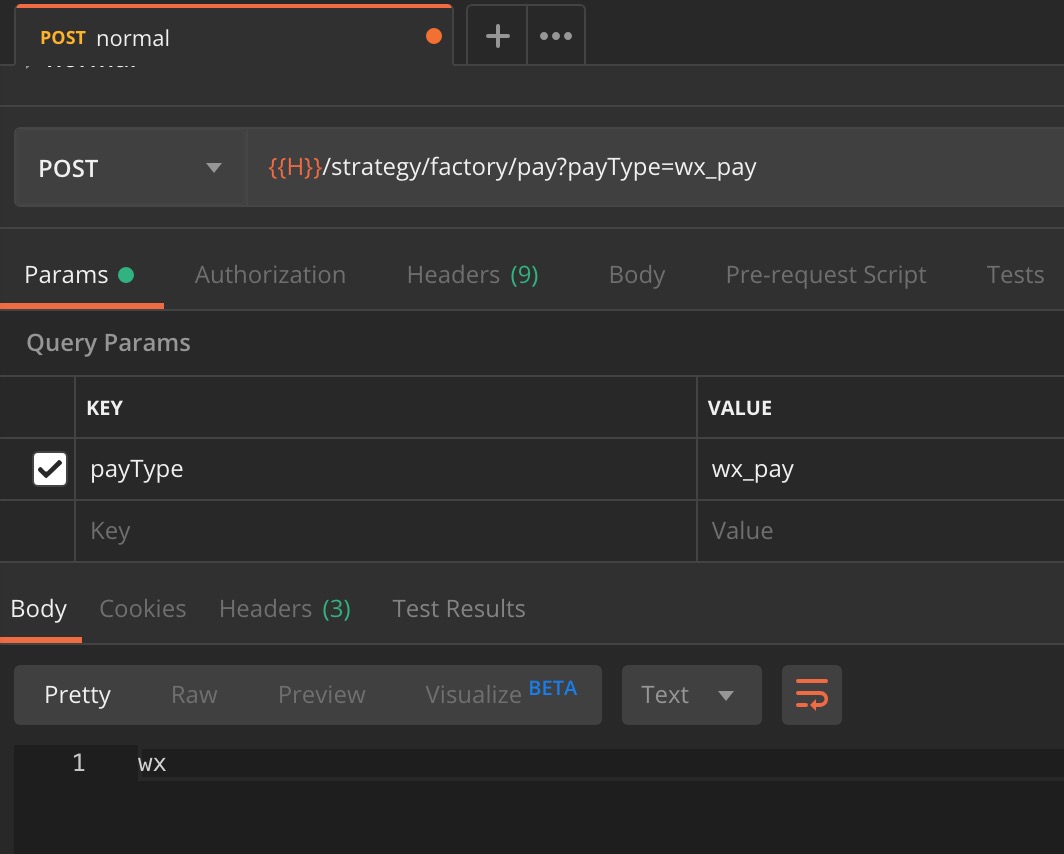 POST normal
POST {{H}}/strategy/factory/pay?payType=wx_pay
Params Authorization Headers (9) Body Pre-request Script Tests
Query Params
KEY VALUE
payType wx_pay
Key Value
Body Cookies Headers (3) Test Results
Pretty Raw Preview Visualize BETA Text
1 wx